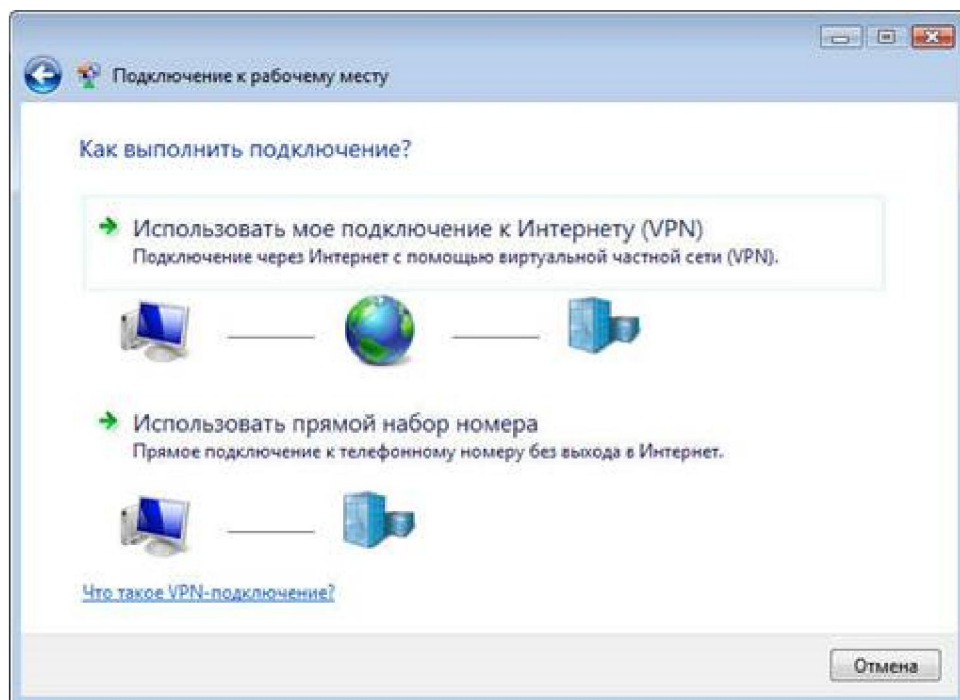 Подключение к рабочему месту
Как выполнить подключение?
Использовать мое подключение к Интернету (VPN)
Подключение через Интернет с помощью виртуальной частной сети (VPN).
Использовать прямой набор номера
Прямое подключение к телефонному номеру без выхода в Интернет.
Что такое VPN-подключение?
Отмена